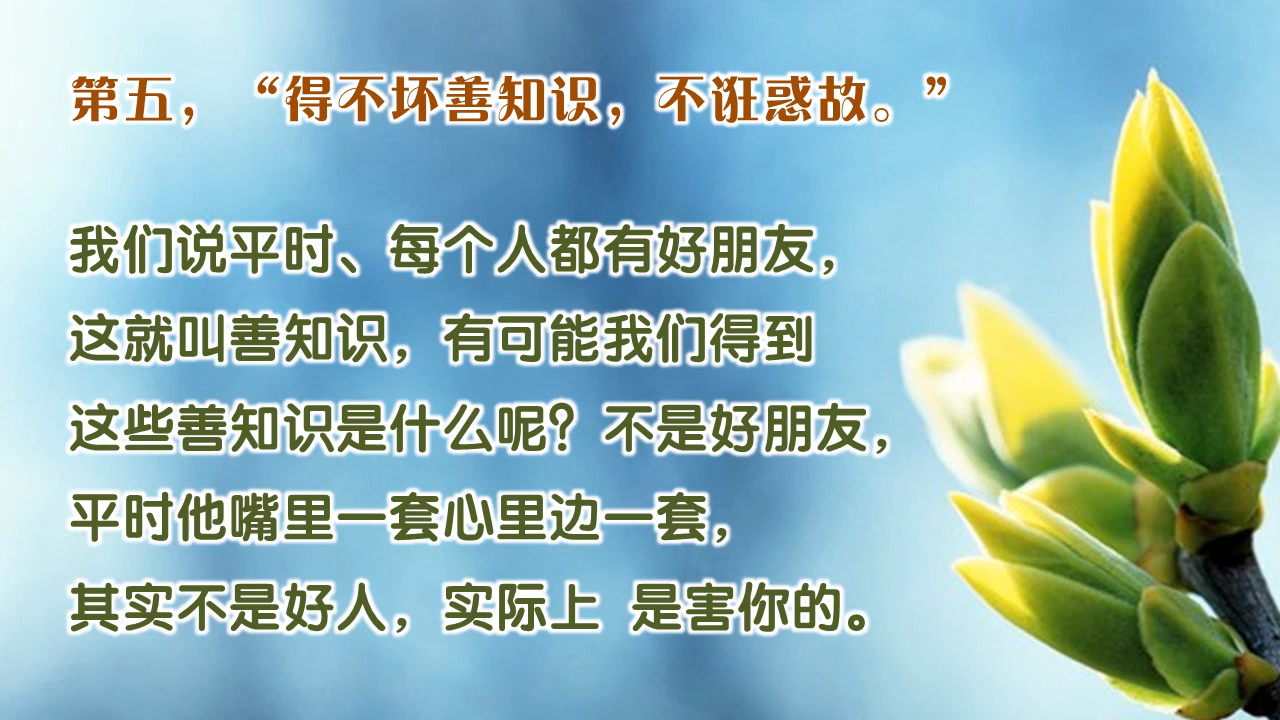 第五，“得不坏善知识，不诳惑故。”
我们说平时、每个人都有好朋友，
这就叫善知识，有可能我们得到
这些善知识是什么呢？不是好朋友，
平时他嘴里一套心里边一套，
其实不是好人，实际上 是害你的。